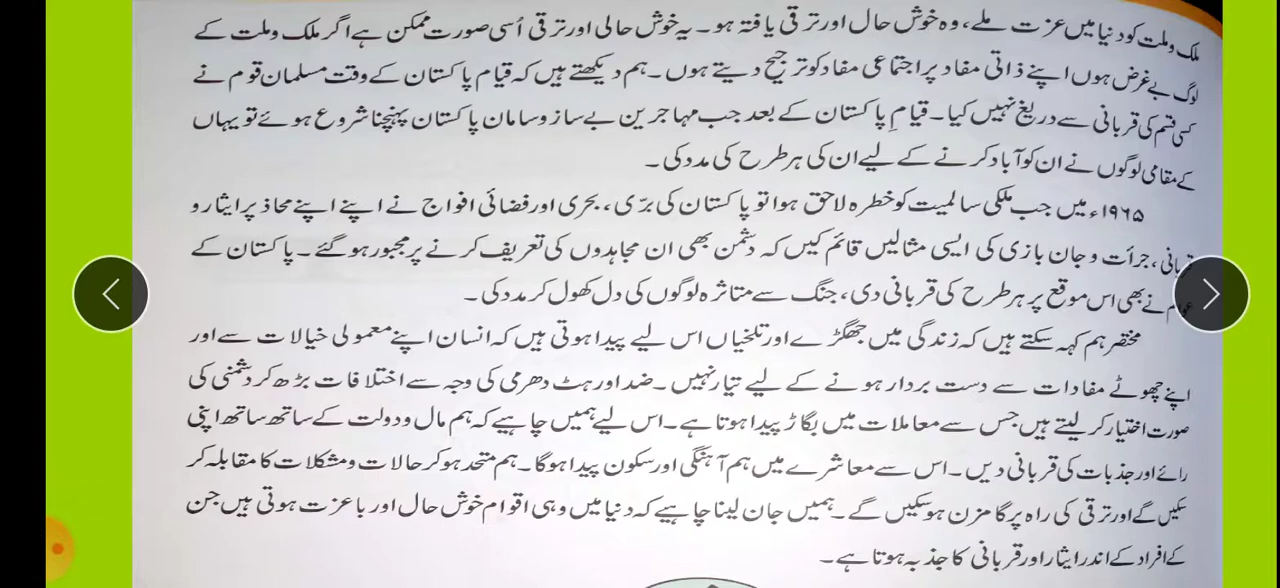 ملک و ملت کو دنیا میں عزت ملے، وہ خوش حال اور ترقی یافتہ ہو۔ یہ خوش حالی اور ترقی اُسی صورت ممکن ہے اگر ملک و ملت کے
لوگ بے غرض ہوں اپنے ذاتی مفاد پر اجتماعی مفاد کو ترجیح دیتے ہوں۔ ہم دیکھتے ہیں کہ قیام پاکستان کے وقت مسلمان قوم نے
کسی قسم کی قربانی سے دریغ نہیں کیا۔ قیامِ پاکستان کے بعد جب مہاجرین بے ساز و سامان پاکستان پہنچنا شروع ہوئے تو یہاں
کے مقامی لوگوں نے ان کو آباد کرنے کے لیے ان کی ہر طرح کی مدد کی۔
۱۹۶۵ء میں جب ملکی سالمیت کو خطرہ لاحق ہوا تو پاکستان کی برّی، بحری اور فضائی افواج نے اپنے اپنے محاذ پر ایثار و
قربانی، جرأت و جان بازی کی ایسی مثالیں قائم کیں کہ دشمن بھی ان مجاہدوں کی تعریف کرنے پر مجبور ہو گئے۔ پاکستان کے
عوام نے بھی اس موقع پر ہر طرح کی قربانی دی، جنگ سے متاثرہ لوگوں کی دل کھول کر مدد کی۔
مختصر ہم کہہ سکتے ہیں کہ زندگی میں جھگڑے اور تلخیاں اس لیے پیدا ہوتی ہیں کہ انسان اپنے معمولی خیالات سے اور
اپنے چھوٹے مفادات سے دست بردار ہونے کے لیے تیار نہیں۔ ضد اور ہٹ دھرمی کی وجہ سے اختلافات بڑھ کر دشمنی کی
صورت اختیار کر لیتے ہیں جس سے معاملات میں بگاڑ پیدا ہوتا ہے۔ اس لیے ہمیں چاہیے کہ ہم مال و دولت کے ساتھ ساتھ اپنی
رائے اور جذبات کی قربانی دیں۔ اس سے معاشرے میں ہم آہنگی اور سکون پیدا ہوگا۔ ہم متحد ہو کر حالات و مشکلات کا مقابلہ کر
سکیں گے اور ترقی کی راہ پر گامزن ہو سکیں گے۔ ہمیں جان لینا چاہیے کہ دنیا میں وہی اقوام خوش حال اور باعزت ہوتی ہیں جن
کے افراد کے اندر ایثار اور قربانی کا جذبہ ہوتا ہے۔